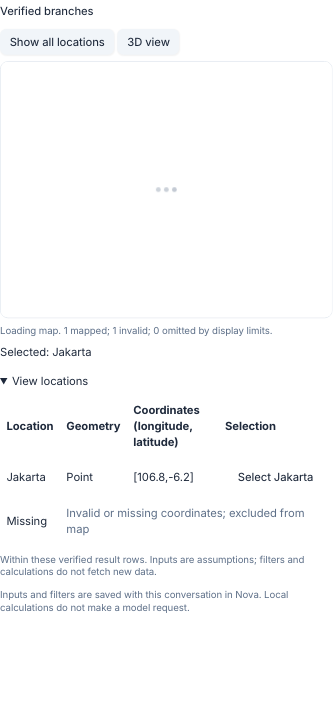 Verified branches
Show all locations
3D view
Loading map. 1 mapped; 1 invalid; 0 omitted by display limits.
Selected: Jakarta
▼ View locations
Location Geometry Coordinates (longitude, latitude) Selection
Jakarta Point [106.8,-6.2] Select Jakarta
Missing Invalid or missing coordinates; excluded from map
Within these verified result rows. Inputs are assumptions; filters and
calculations do not fetch new data.
Inputs and filters are saved with this conversation in Nova. Local
calculations do not make a model request.